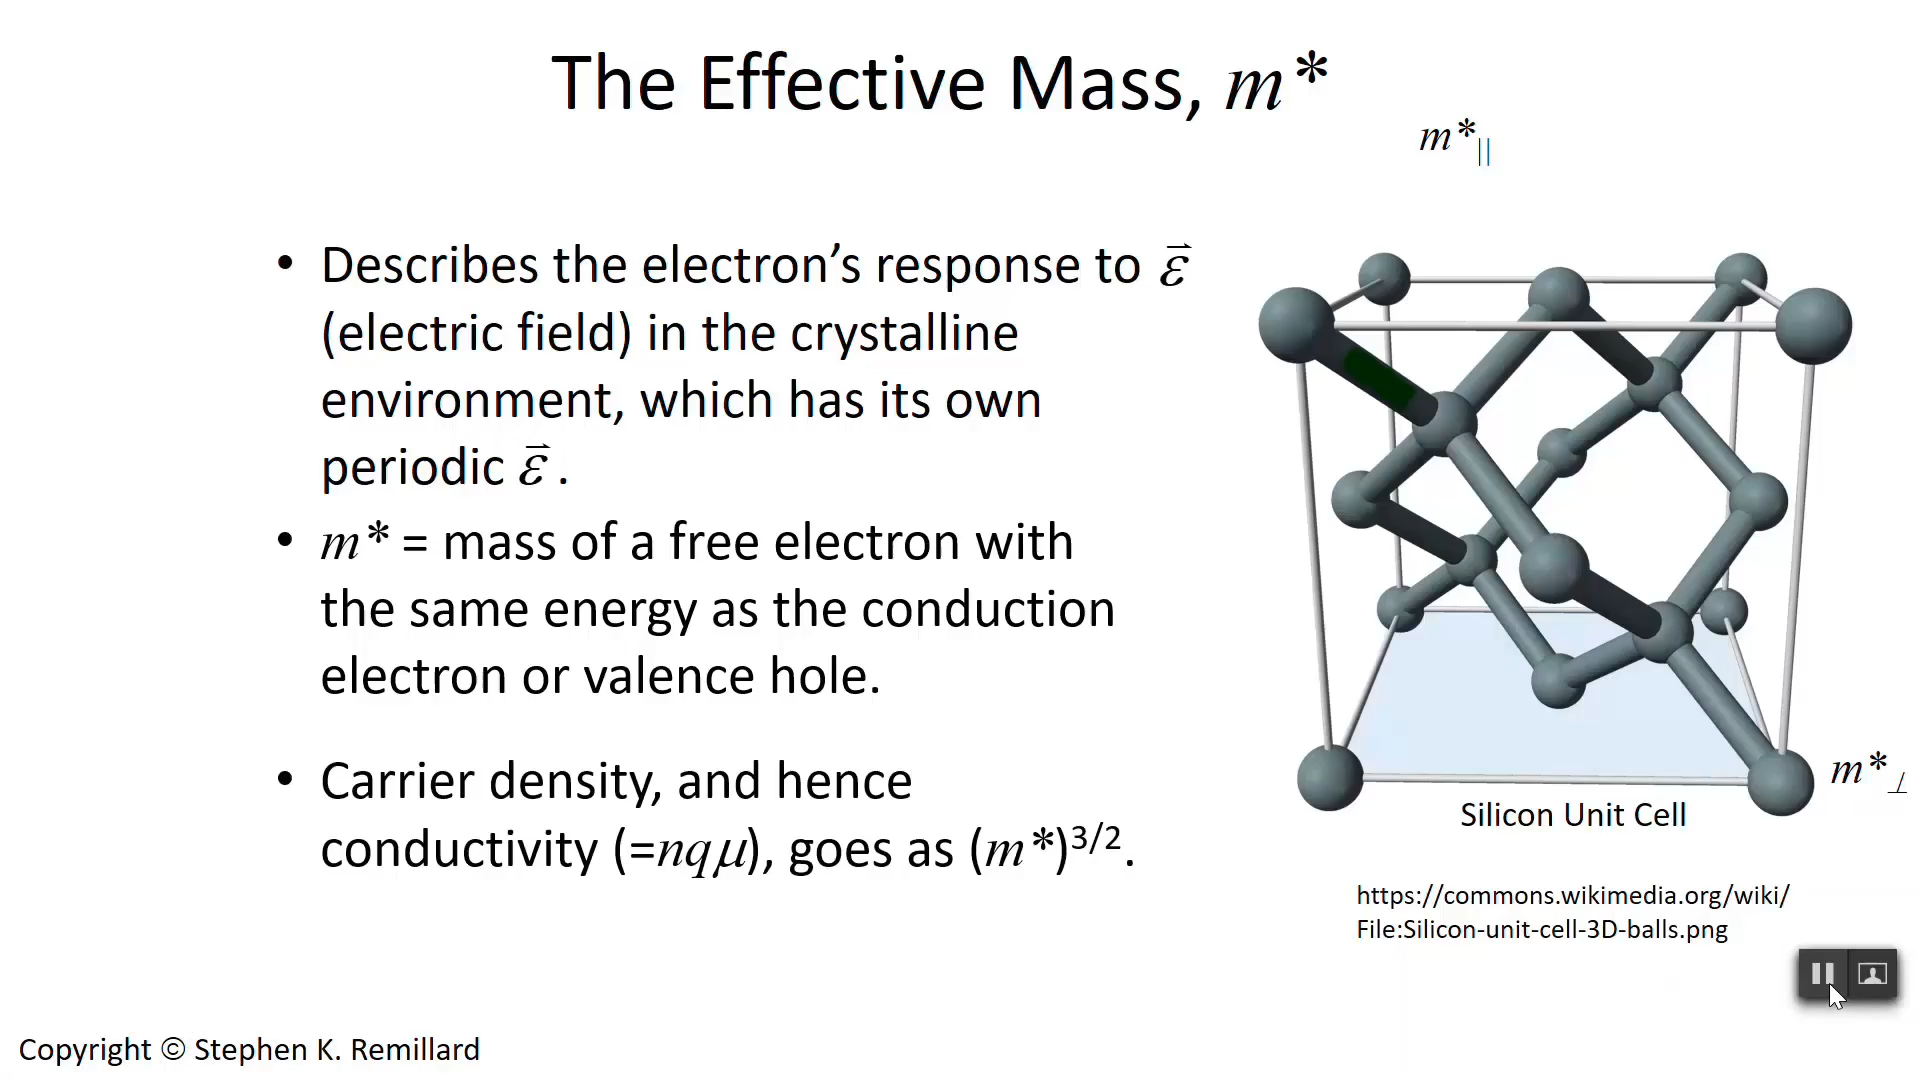 The Effective Mass, m*
m*||
• Describes the electron’s response to ε⃗
(electric field) in the crystalline
environment, which has its own
periodic ε⃗ .
• m* = mass of a free electron with
the same energy as the conduction
electron or valence hole.
• Carrier density, and hence
conductivity (=nqμ), goes as (m*)3/2.
m*⊥
Silicon Unit Cell
https://commons.wikimedia.org/wiki/
File:Silicon-unit-cell-3D-balls.png
Copyright © Stephen K. Remillard